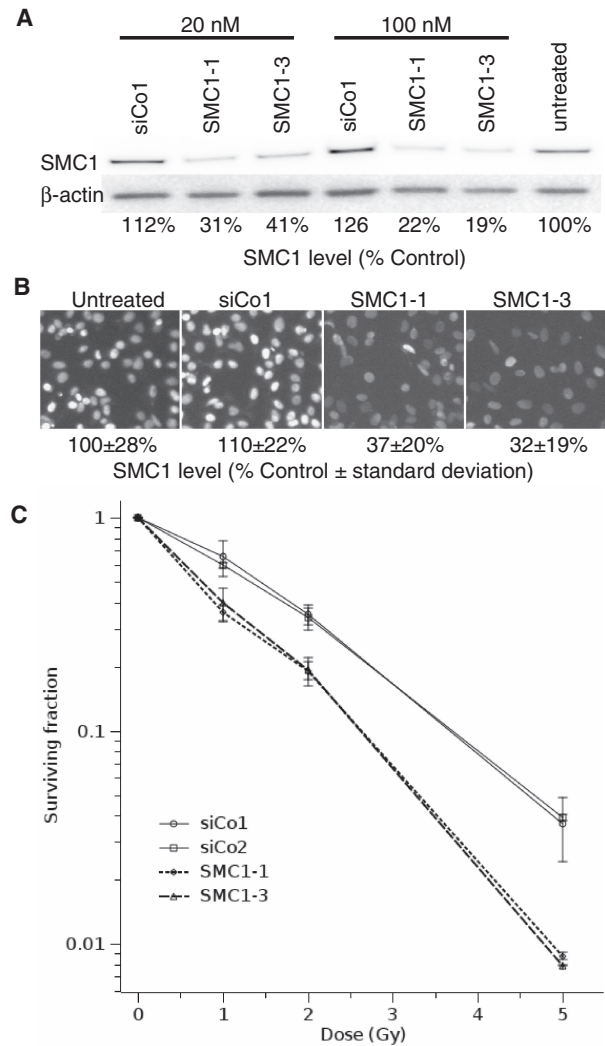 A
20 nM 100 nM
siCo1 SMC1-1 SMC1-3 siCo1 SMC1-1 SMC1-3 untreated
SMC1
β-actin
112% 31% 41% 126 22% 19% 100%
SMC1 level (% Control)
B
Untreated siCo1 SMC1-1 SMC1-3
100±28% 110±22% 37±20% 32±19%
SMC1 level (% Control ± standard deviation)
C
1
0.1
0.01
Surviving fraction
siCo1
siCo2
SMC1-1
SMC1-3
0 1 2 3 4 5
Dose (Gy)